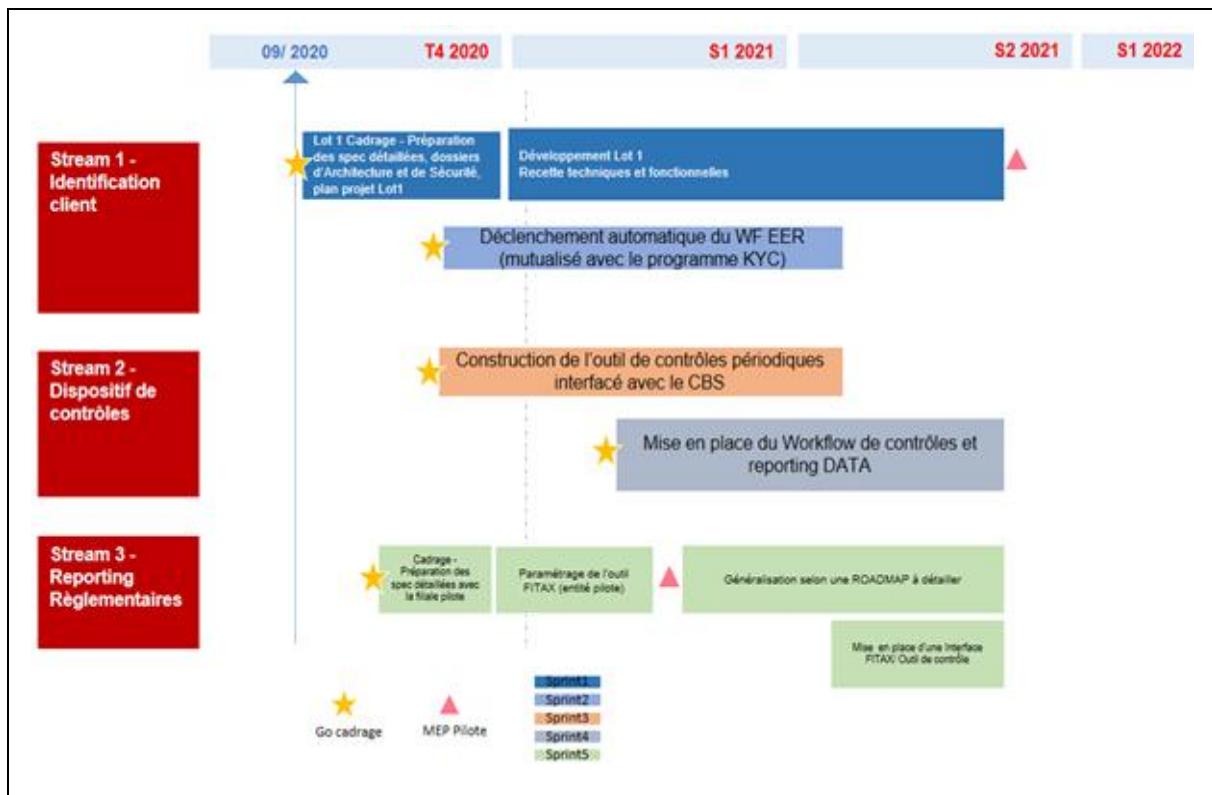 09/ 2020
T4 2020
S1 2021
S2 2021
S1 2022
Stream 1 -
Identification
client
Lot 1 Cadrage - Préparation
des spec détaillées, dossiers
d'Architecture et de Sécurité,
plan projet Lot1
Développement Lot 1
Recette techniques et fonctionnelles
Déclenchement automatique du WF EER
(mutualisé avec le programme KYC)
Stream 2 -
Dispositif de
contrôles
Construction de l'outil de contrôles périodiques
interfacé avec le CBS
Mise en place du Workflow de contrôles et
reporting DATA
Stream 3 -
Reporting
Règlementaires
Cadrage -
Préparation des
spec détaillées avec
la filiale pilote
Paramétrage de l'outil
FITAX (entité pilote)
Généralisation selon une ROADMAP à détailler
Mise en place d'une Interface
FITAX/ Outil de contrôle
Go cadrage
MEP Pilote
Sprint1
Sprint2
Sprint3
Sprint4
Sprint5